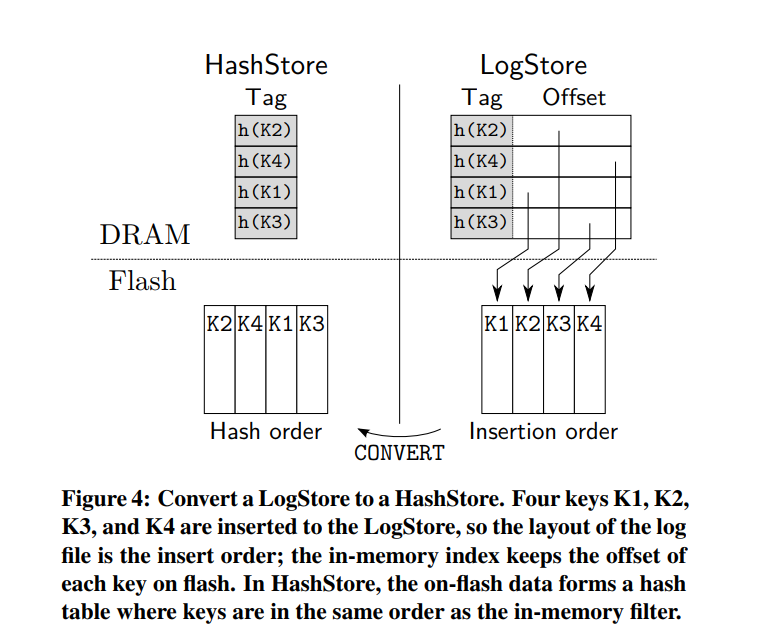 HashStore
Tag
h(K2)
h(K4)
h(K1)
h(K3)
LogStore
Tag Offset
h(K2)
h(K4)
h(K1)
h(K3)
DRAM
Flash
K2 K4 K1 K3
Hash order
K1 K2 K3 K4
Insertion order
CONVERT
Figure 4: Convert a LogStore to a HashStore. Four keys K1, K2,
K3, and K4 are inserted to the LogStore, so the layout of the log
file is the insert order; the in-memory index keeps the offset of
each key on flash. In HashStore, the on-flash data forms a hash
table where keys are in the same order as the in-memory filter.